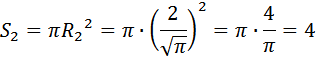 S₂ = πR₂² = π · (2/√π)² = π · 4/π = 4